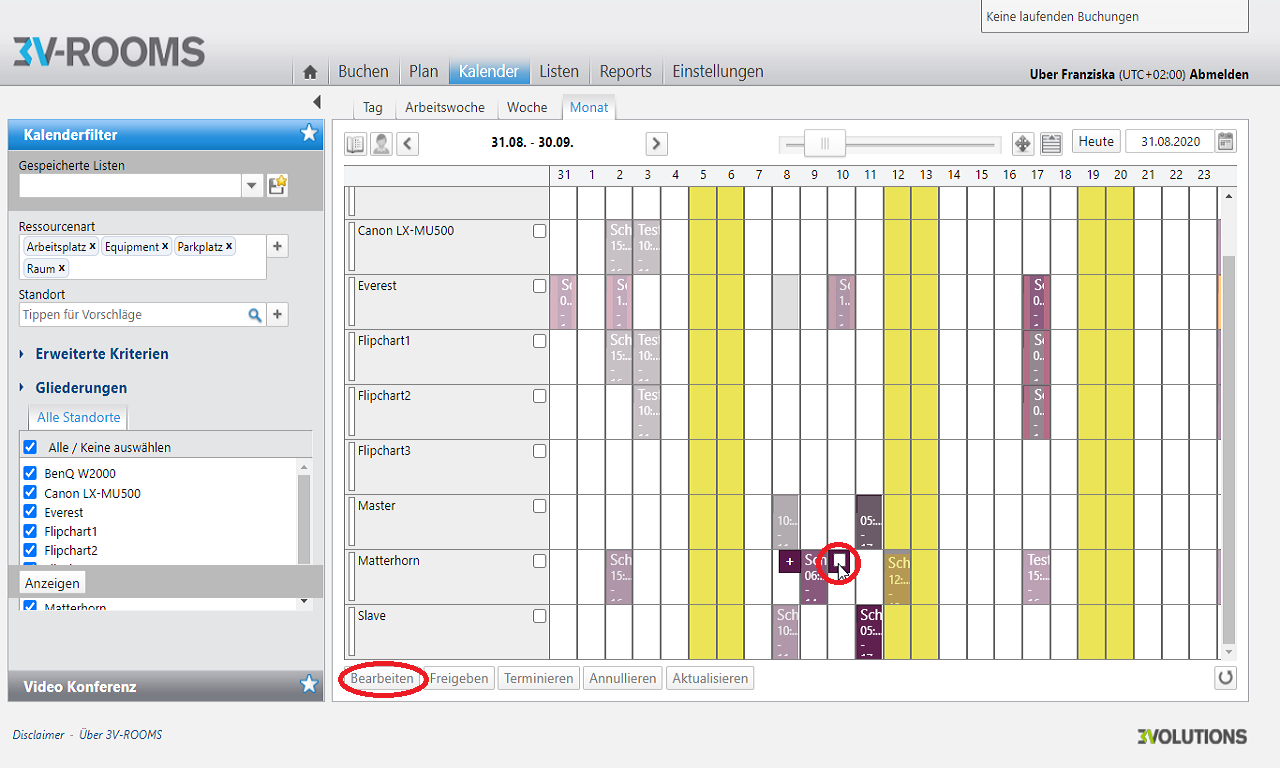 Keine laufenden Buchungen
3V-ROOMS
Buchen Plan Kalender Listen Reports Einstellungen
Uber Franziska (UTC+02:00) Abmelden
Tag Arbeitswoche Woche Monat
Kalenderfilter
31.08. - 30.09.
Heute 31.08.2020
Gespeicherte Listen
31 1 2 3 4 5 6 7 8 9 10 11 12 13 14 15 16 17 18 19 20 21 22 23
Ressourcenart
Arbeitsplatz x Equipment x Parkplatz x
Raum x
Standort
Tippen für Vorschläge
Erweiterte Kriterien
Gliederungen
Alle Standorte
Alle / Keine auswählen
BenQ W2000
Canon LX-MU500
Everest
Flipchart1
Flipchart2
Anzeigen
Matterhorn
Video Konferenz
Canon LX-MU500 Sch Test
15:... 10:...
Everest Sc Sc Sc Sc
0... 1... 1... 0...
Flipchart1 Sch Test Sc
15:... 10:... 0...
Flipchart2 Test Sc
10:... 0...
Flipchart3
Master
10:... 05:...
Matterhorn Sch + Sch Sch Test
15:... 06:... 12:... 15:...
Slave Sch Sch
10:... 05:...
Bearbeiten Freigeben Terminieren Annullieren Aktualisieren
Disclaimer - Über 3V-ROOMS
3VOLUTIONS